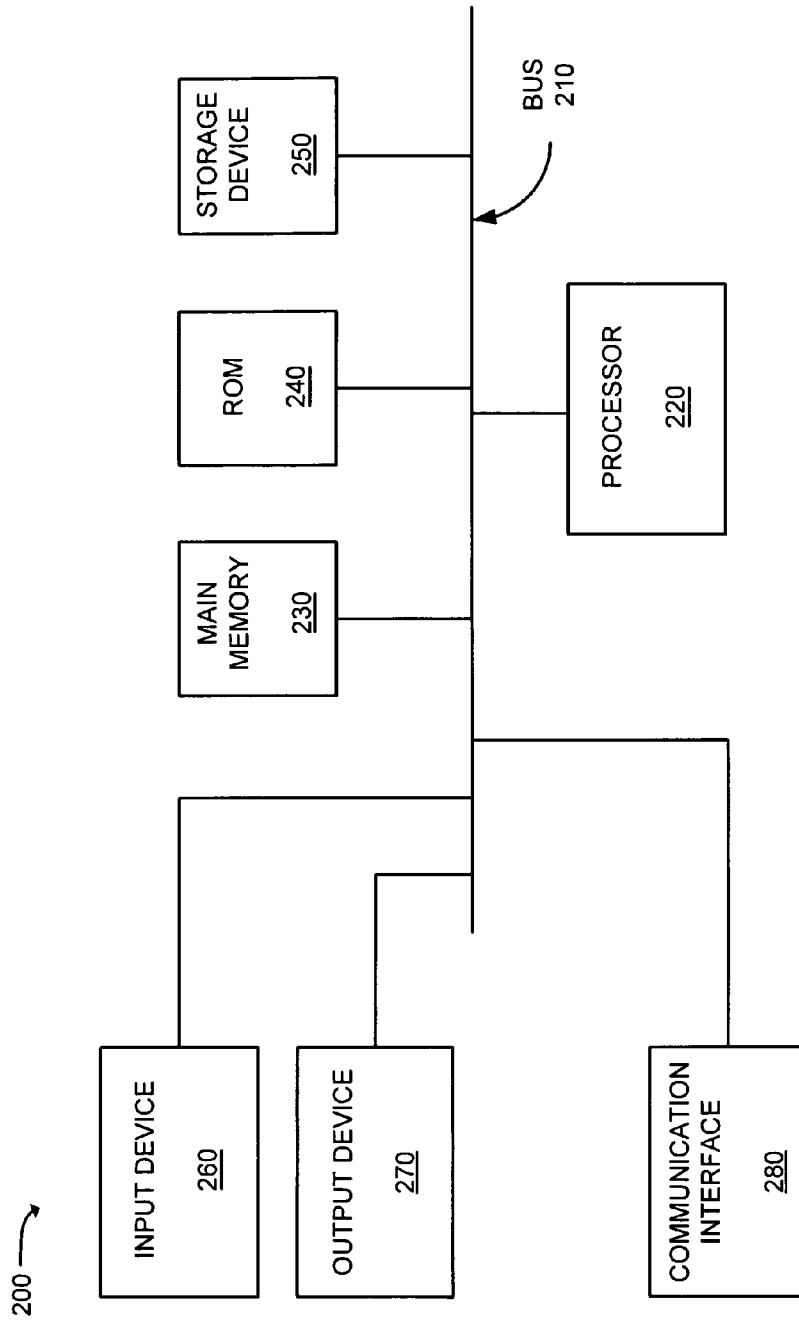 200
INPUT DEVICE
260
OUTPUT DEVICE
270
COMMUNICATION
INTERFACE
280
MAIN
MEMORY
230
ROM
240
STORAGE
DEVICE
250
PROCESSOR
220
BUS
210